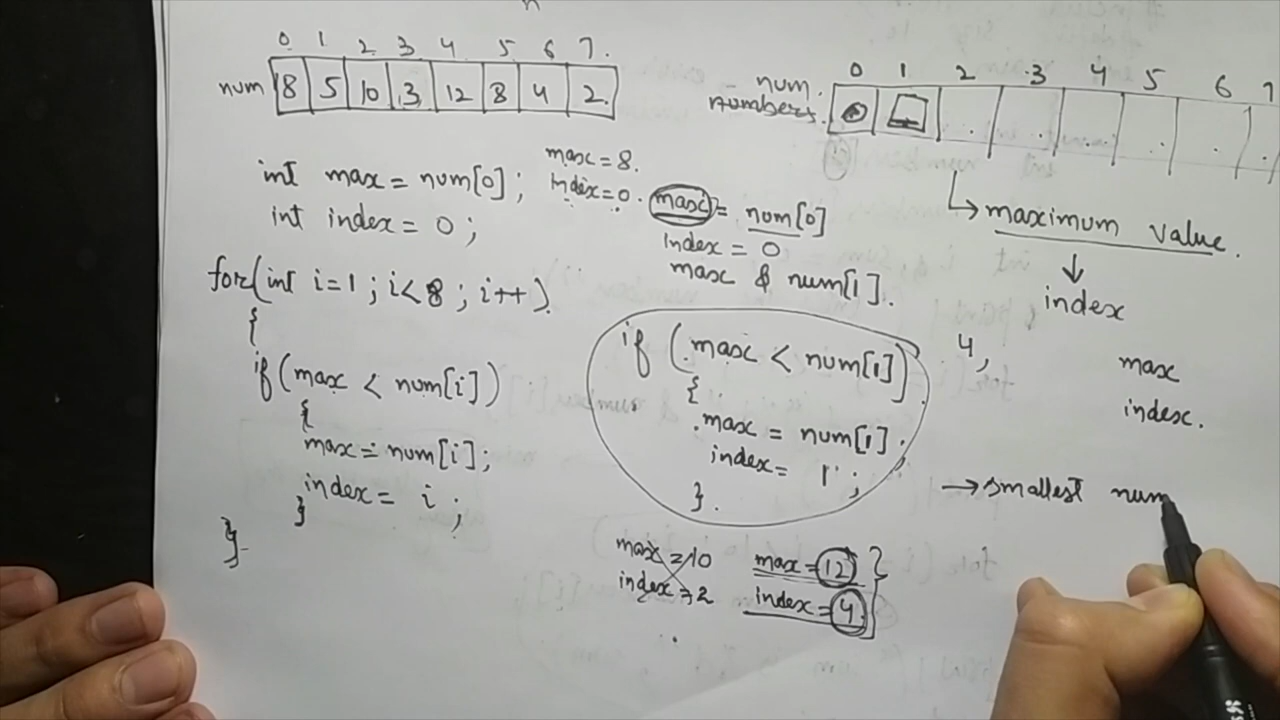 0 1 2 3 4 5 6 7.
num 8 5 10 3 12 8 4 2.
int max = num[0];
int index = 0;
max = 8.
index = 0.
for(int i=1; i<8; i++)
{
if(max < num[i])
{
max = num[i];
index = i;
}
}
max = num[0]
index = 0
max & num[1].
if (max < num[1])
{
max = num[1];
index = 1;
}.
max = 10
index = 2
max = 12
index = 4
}
0 1 2 3 4 5 6 7
num.
numbers.
→ maximum value.
↓
index
4,
max
index.
→ smallest num